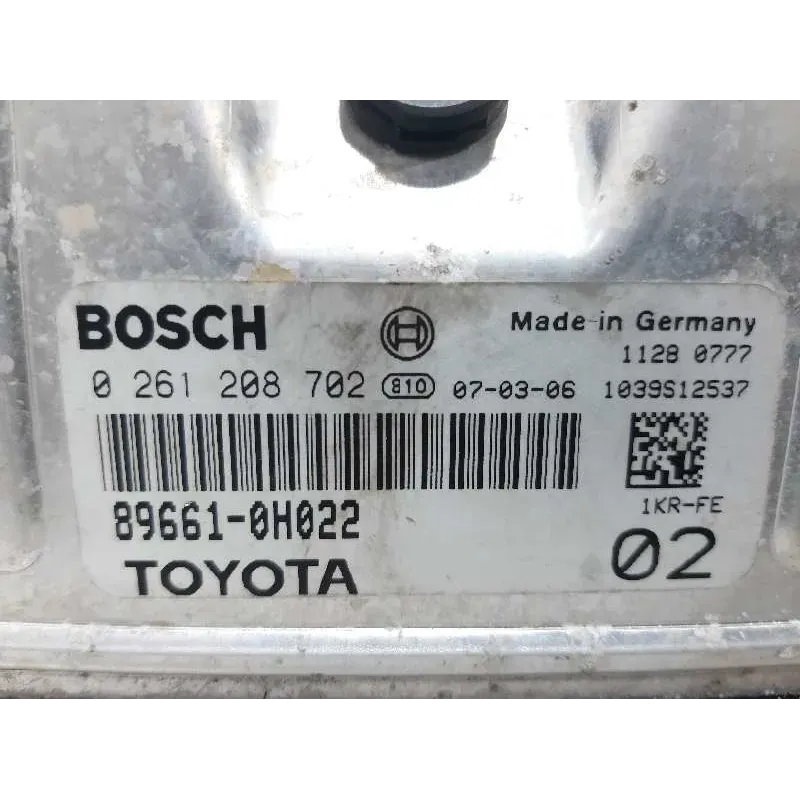 BOSCH Made in Germany
1128 0777
0 261 208 702 810 07-03-06 1039S12537
89661-0H022 1KR-FE
TOYOTA 02